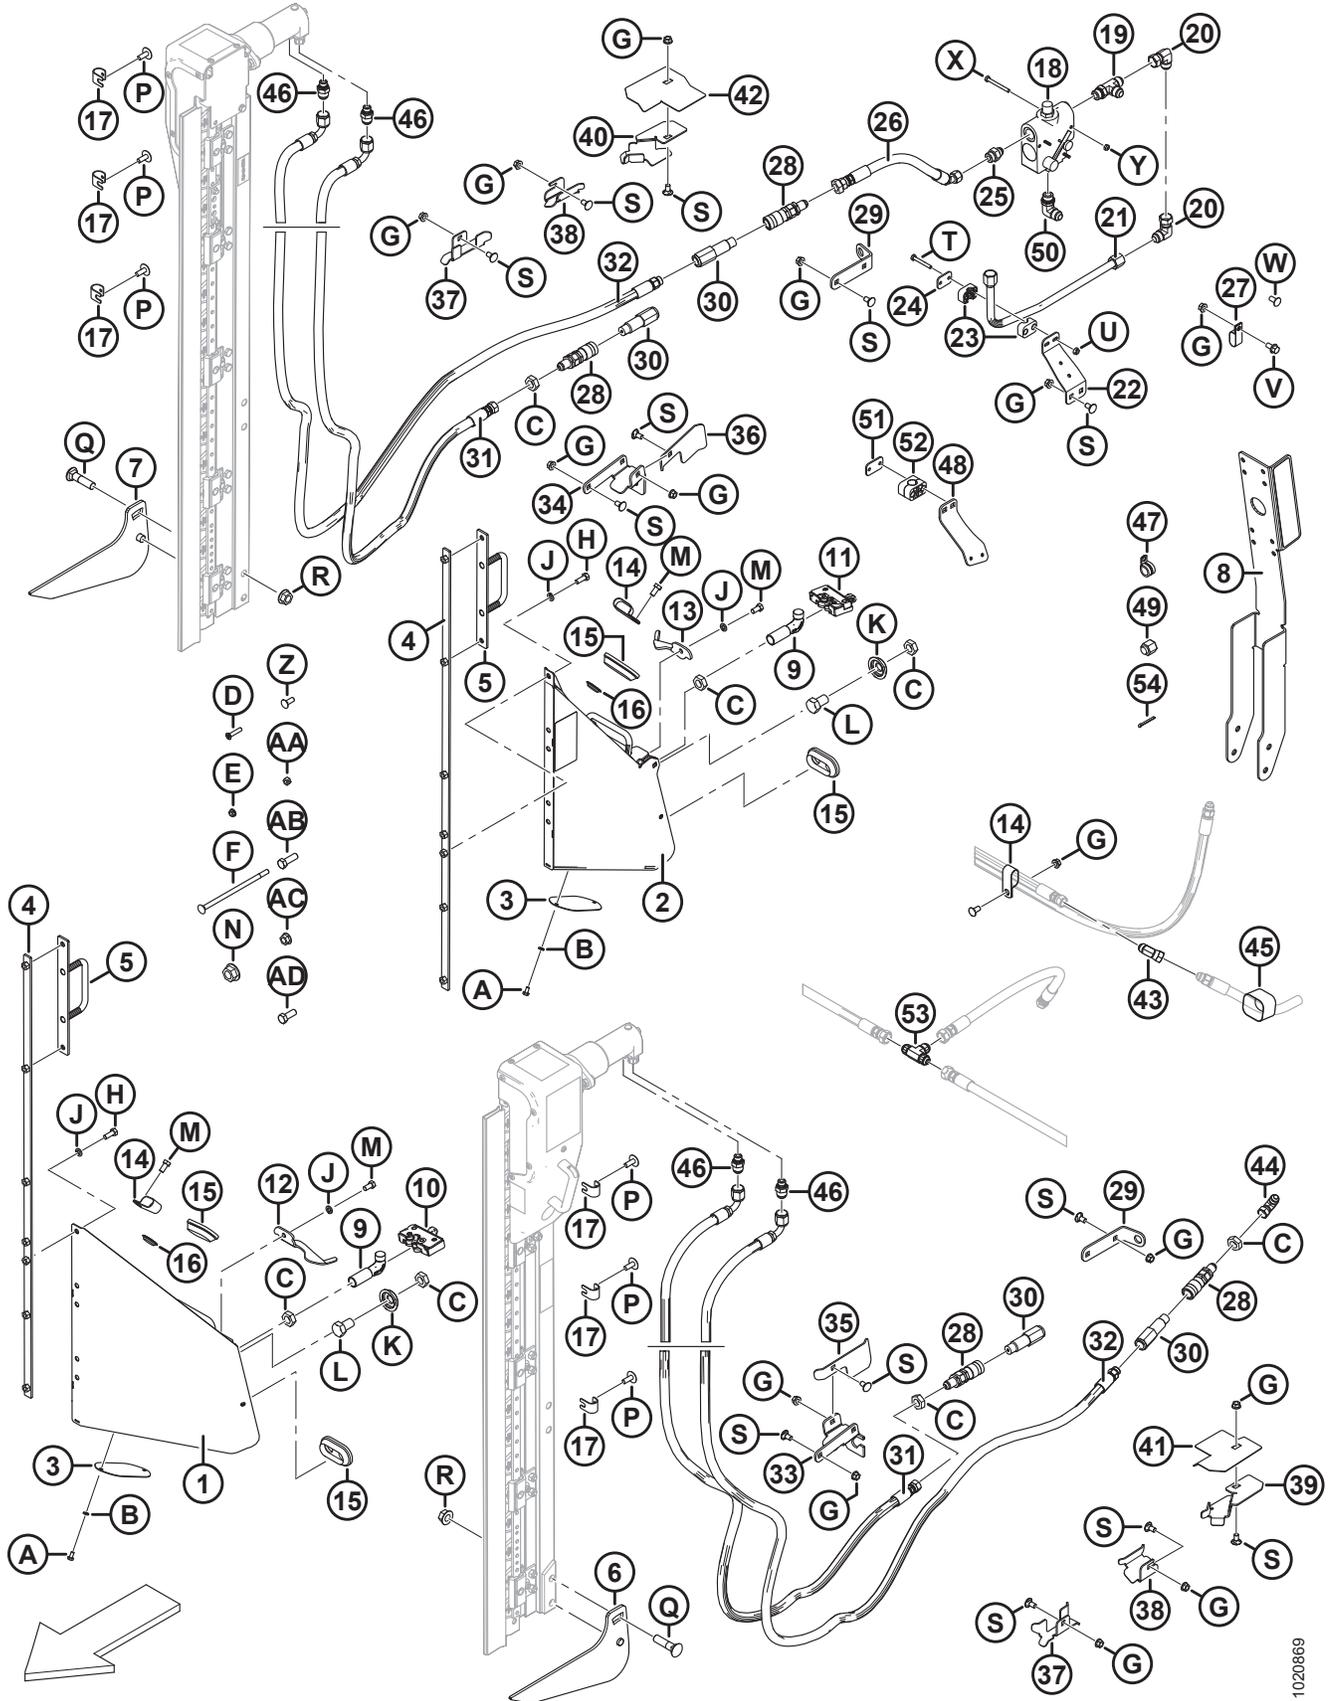 G
19
20
X
18
17
P
46
42
26
46
40
Y
28
17
P
G
S
25
G
38
S
29
21
20
T
50
W
37
S
32
30
G
24
27
17
P
30
S
23
U
G
28
22
V
C
G
S
Q
7
31
S
36
51
52
48
G
G
34
S
H
47
R
J
M
11
14
J
M
8
4
15
13
K
49
5
9
C
Z
16
C
54
D
L
AA
E
15
AB
14
G
F
AC
3
2
4
N
B
45
5
AD
A
43
53
H
J
M
46
44
14
J
M
46
29
15
12
10
P
S
17
9
G
C
16
C
C
28
K
30
17
P
35
28
32
30
L
S
G
G
C
41
17
P
S
31
3
1
33
39
15
R
G
B
S
S
A
6
38
G
Q
S
37
G
1020869